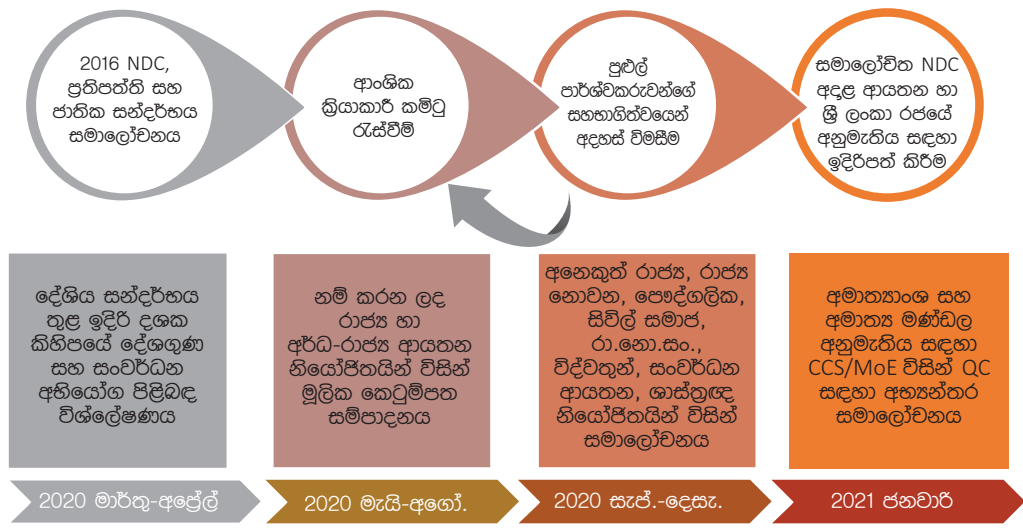 2016 NDC,
ප්‍රතිපත්ති සහ
ජාතික සන්දර්භය
සමාලෝචනය
ආංශික
ක්‍රියාකාරී කමිටු
රැස්වීම්
පුළුල්
පාර්ශ්වකරුවන්ගේ
සහභාගිත්වයෙන්
අදහස් විමසීම
සමාලෝචිත NDC
අදාළ ආයතන හා
ශ්‍රී ලංකා රජයේ
අනුමැතිය සඳහා
ඉදිරිපත් කිරීම
දේශීය සන්දර්භය
තුළ ඉදිරි දශක
කිහිපයේ දේශගුණ
සහ සංවර්ධන
අභියෝග පිළිබඳ
විශ්ලේෂණය
නම් කරන ලද
රාජ්‍ය හා
අර්ධ-රාජ්‍ය ආයතන
නියෝජිතයින් විසින්
මූලික කෙටුම්පත
සම්පාදනය
අනෙකුත් රාජ්‍ය, රාජ්‍ය
නොවන, පෞද්ගලික,
සිවිල් සමාජ,
රා.නො.සං.,
විද්වතුන්, සංවර්ධන
ආයතන, ශාස්ත්‍රඥ
නියෝජිතයින් විසින්
සමාලෝචනය
අමාත්‍යාංශ සහ
අමාත්‍ය මණ්ඩල
අනුමැතිය සඳහා
CCS/MoE විසින් QC
සඳහා අභ්‍යන්තර
සමාලෝචනය
2020 මාර්තු-අප්‍රේල්
2020 මැයි-අගෝ.
2020 සැප්.-දෙසැ.
2021 ජනවාරි